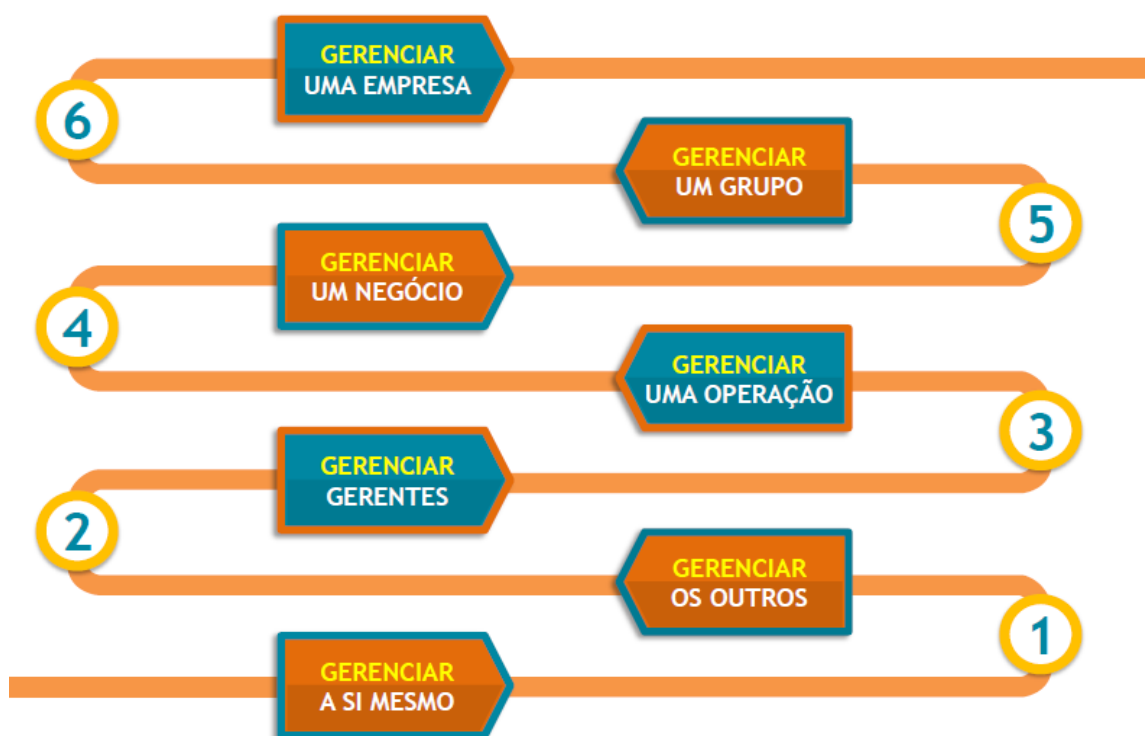 GERENCIAR
UMA EMPRESA
6
GERENCIAR
UM GRUPO
5
GERENCIAR
UM NEGÓCIO
4
GERENCIAR
UMA OPERAÇÃO
3
GERENCIAR
GERENTES
2
GERENCIAR
OS OUTROS
1
GERENCIAR
A SI MESMO